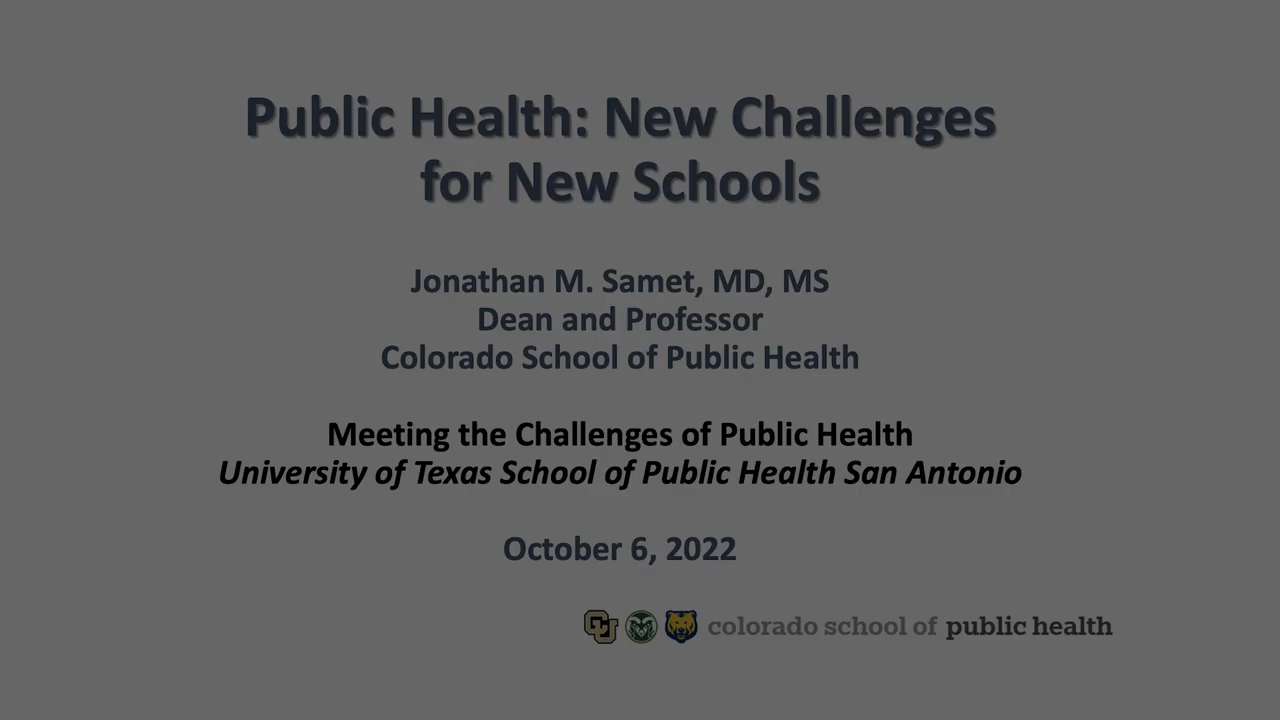 Public Health: New Challenges
for New Schools
Jonathan M. Samet, MD, MS
Dean and Professor
Colorado School of Public Health
Meeting the Challenges of Public Health
University of Texas School of Public Health San Antonio
October 6, 2022
CU colorado school of public health